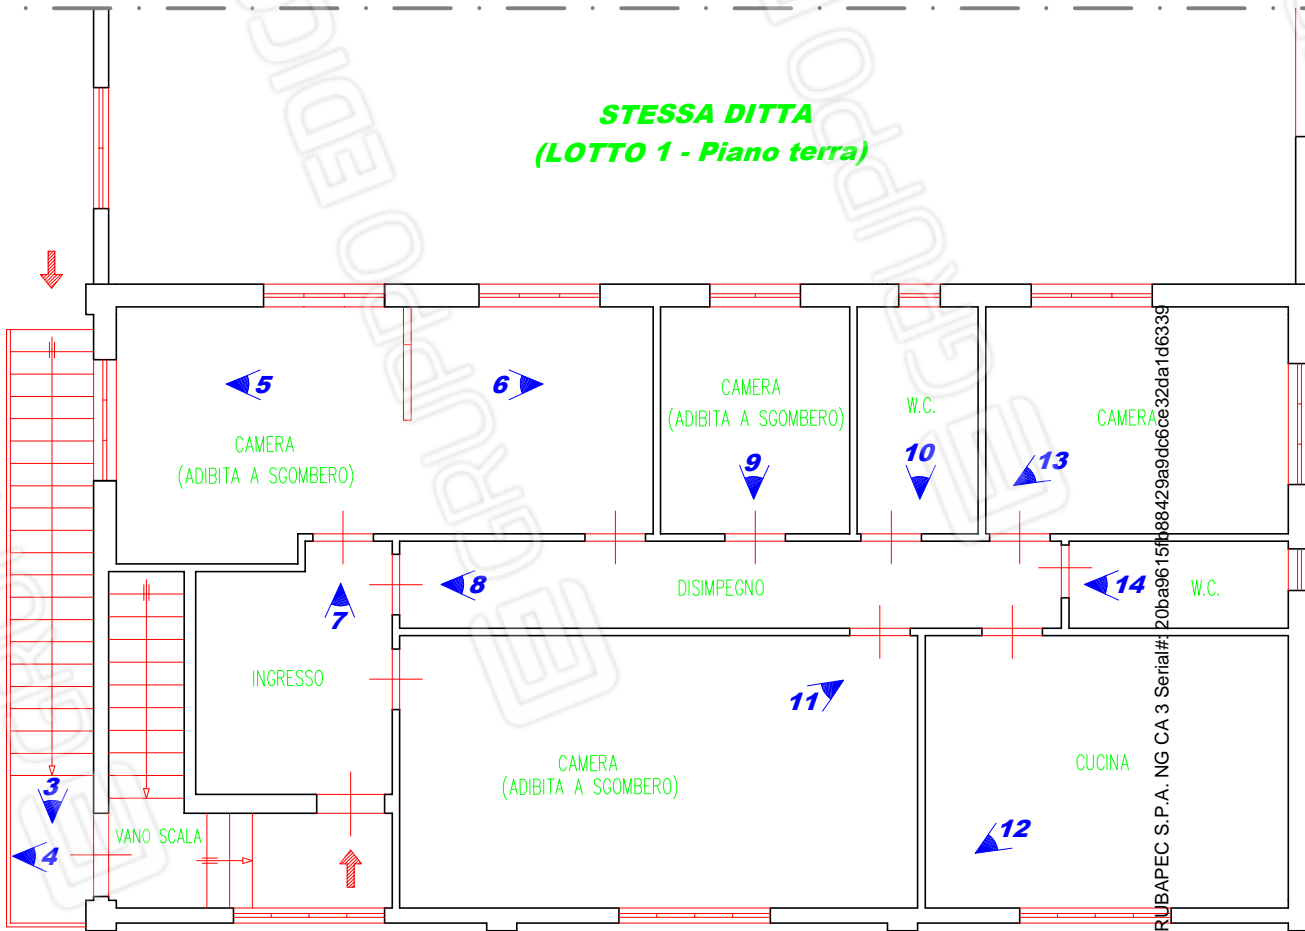 STESSA DITTA
(LOTTO 1 - Piano terra)
5
6
CAMERA
(ADIBITA A SGOMBERO)
CAMERA
(ADIBITA A SGOMBERO)
9
W.C.
10
CAMERA
13
7
8
DISIMPEGNO
14
W.C.
INGRESSO
11
CAMERA
(ADIBITA A SGOMBERO)
CUCINA
12
3
VANO SCALA
4
RUBAPEC S.P.A. NG CA 3 Serial#: 20ba9615fb88429a9dc6ce32da1d6339